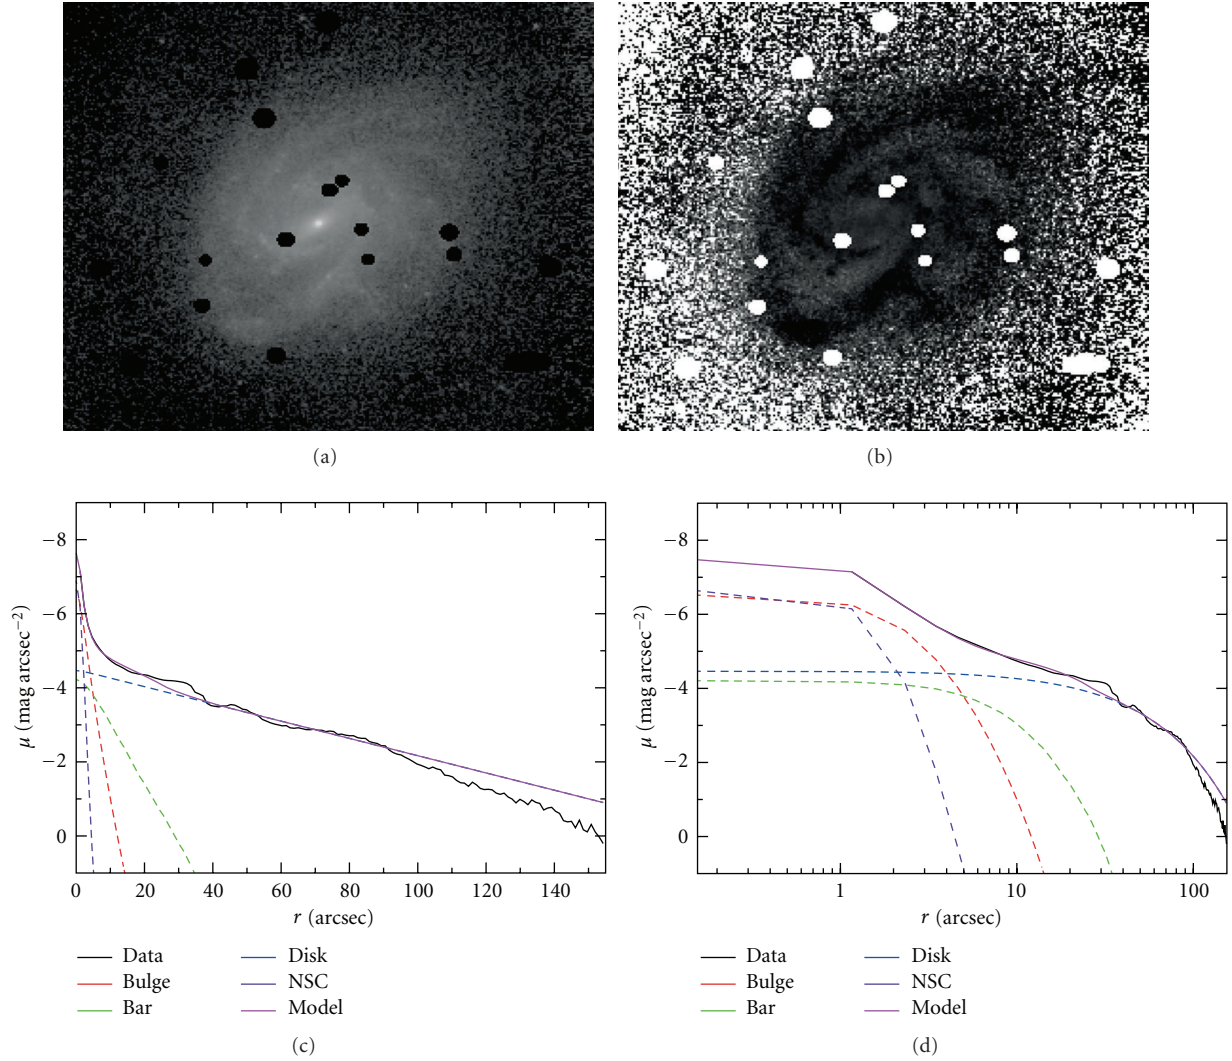 (a)
(b)
−8
−6
−4
−2
0
μ (mag arcsec−2)
0 20 40 60 80 100 120 140
r (arcsec)
Data
Bulge
Bar
Disk
NSC
Model
(c)
−8
−6
−4
−2
0
μ (mag arcsec−2)
1 10 100
r (arcsec)
Data
Bulge
Bar
Disk
NSC
Model
(d)